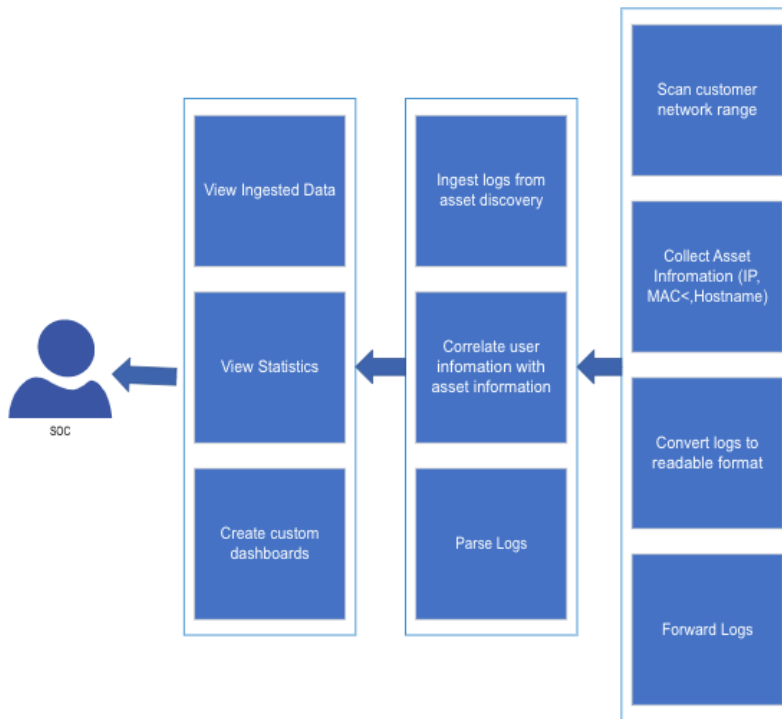 Scan customer
network range
View Ingested Data
Ingest logs from
asset discovery
Collect Asset
Infromation (IP,
MAC<,Hostname)
View Statistics
Correlate user
infomation with
asset information
SOC
Convert logs to
readable format
Create custom
dashboards
Parse Logs
Forward Logs